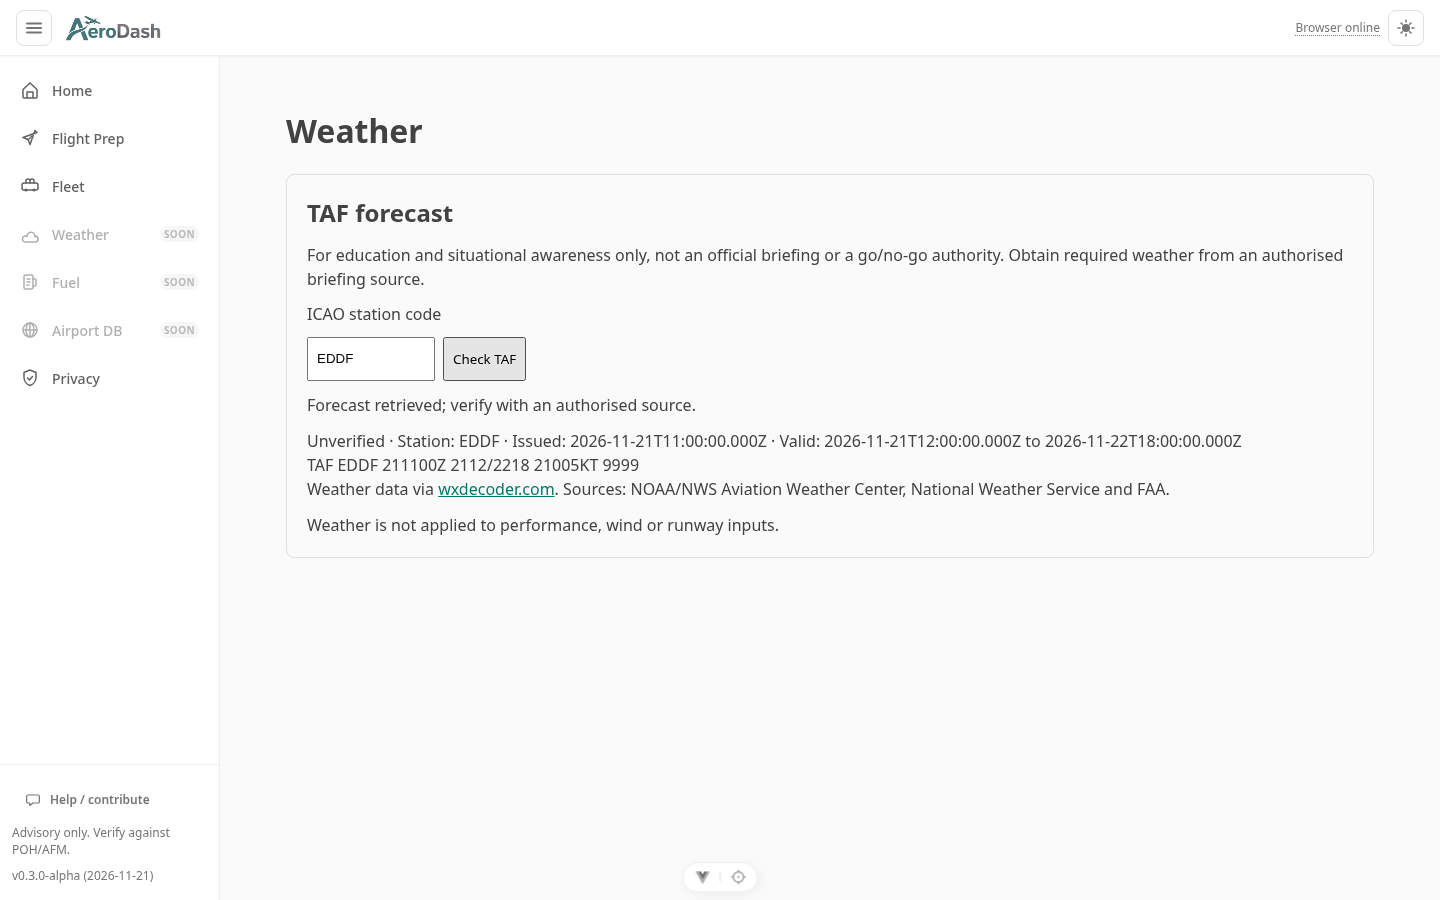 AeroDash
Browser online
Home
Flight Prep
Fleet
Weather SOON
Fuel SOON
Airport DB SOON
Privacy
Weather
TAF forecast
For education and situational awareness only, not an official briefing or a go/no-go authority. Obtain required weather from an authorised
briefing source.
ICAO station code
EDDF
Check TAF
Forecast retrieved; verify with an authorised source.
Unverified · Station: EDDF · Issued: 2026-11-21T11:00:00.000Z · Valid: 2026-11-21T12:00:00.000Z to 2026-11-22T18:00:00.000Z
TAF EDDF 211100Z 2112/2218 21005KT 9999
Weather data via wxdecoder.com. Sources: NOAA/NWS Aviation Weather Center, National Weather Service and FAA.
Weather is not applied to performance, wind or runway inputs.
Help / contribute
Advisory only. Verify against
POH/AFM.
v0.3.0-alpha (2026-11-21)